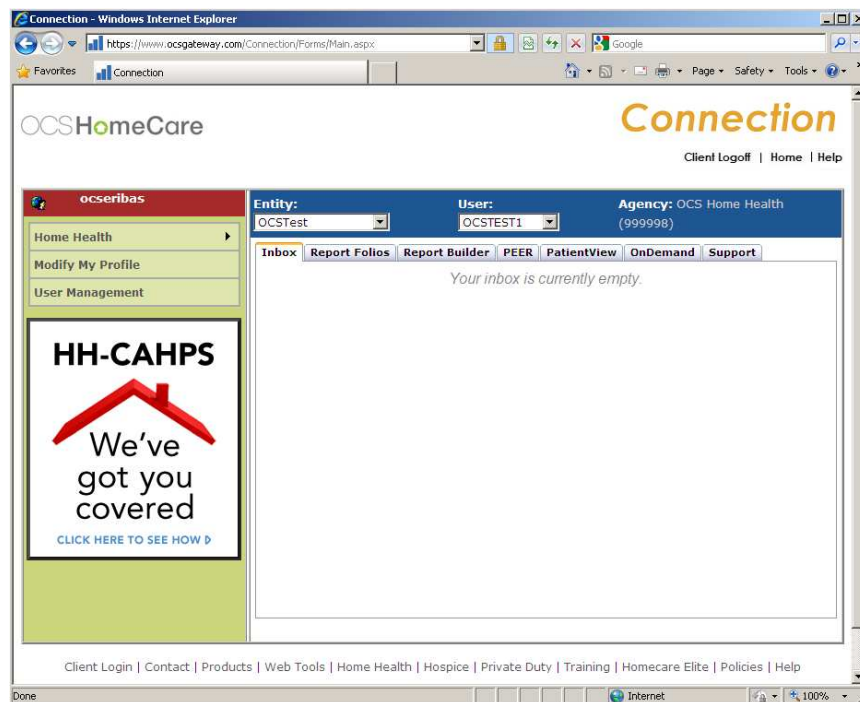 Connection - Windows Internet Explorer
https://www.ocsgateway.com/Connection/Forms/Main.aspx
Google
Favorites
Connection
Page
Safety
Tools
OCSHomeCare
Connection
Client Logoff | Home | Help
ocseribas
Entity:
User:
Agency: OCS Home Health
OCSTest
OCSTEST1
(999998)
Home Health
Modify My Profile
User Management
Inbox
Report Folios
Report Builder
PEER
PatientView
OnDemand
Support
Your inbox is currently empty.
HH-CAHPS
We've
got you
covered
CLICK HERE TO SEE HOW
Client Login | Contact | Products | Web Tools | Home Health | Hospice | Private Duty | Training | Homecare Elite | Policies | Help
Done
Internet
100%